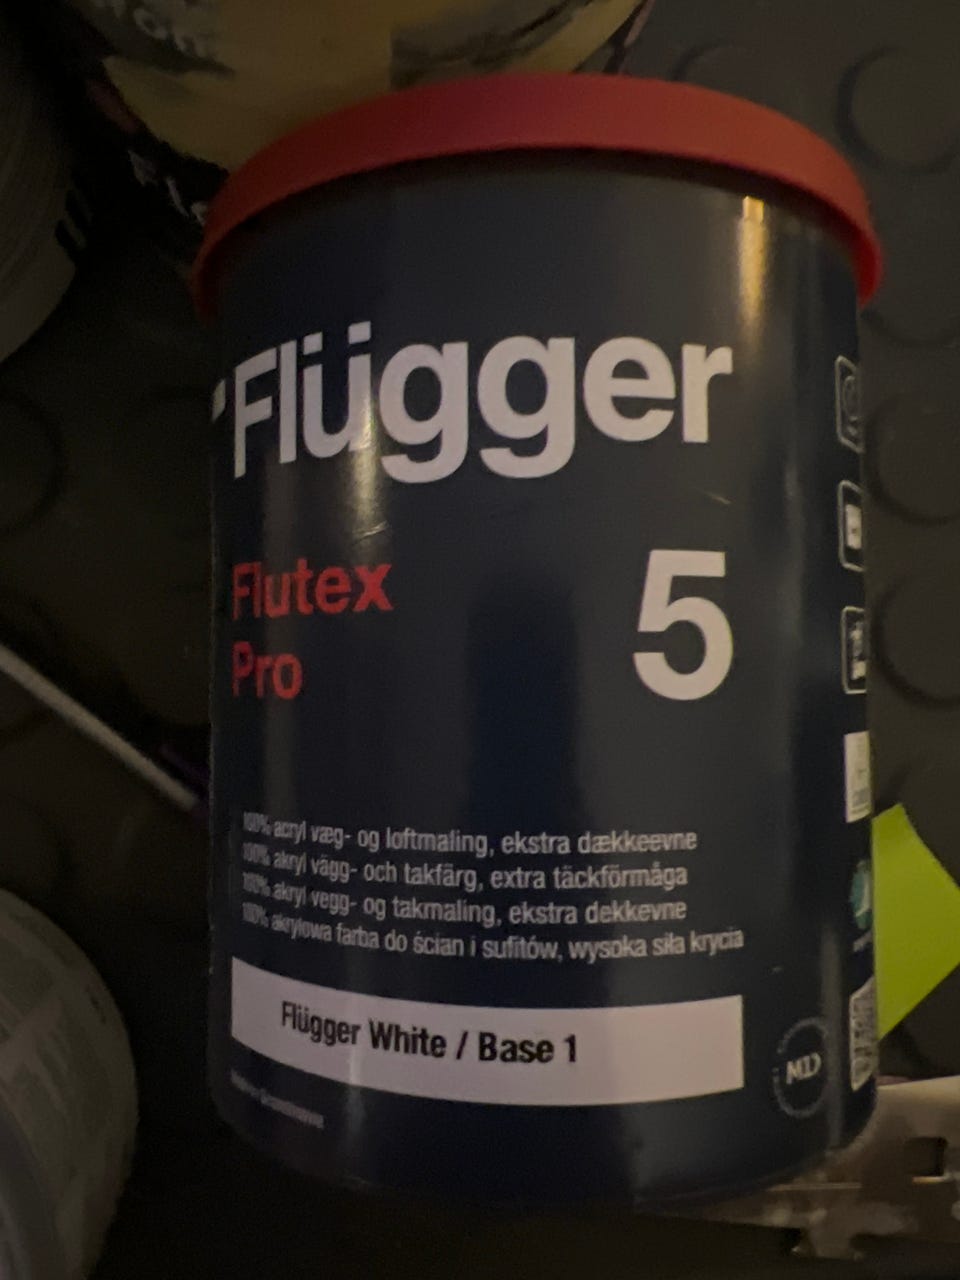 Flügger
Flutex
Pro
5
100% acryl væg- og loftmaling, ekstra dækkeevne
100% akryl vägg- och takfärg, extra täckförmåga
100% akryl vegg- og takmaling, ekstra dekkevne
100% akrylowa farba do ścian i sufitów, wysoka siła krycia
Flügger White / Base 1